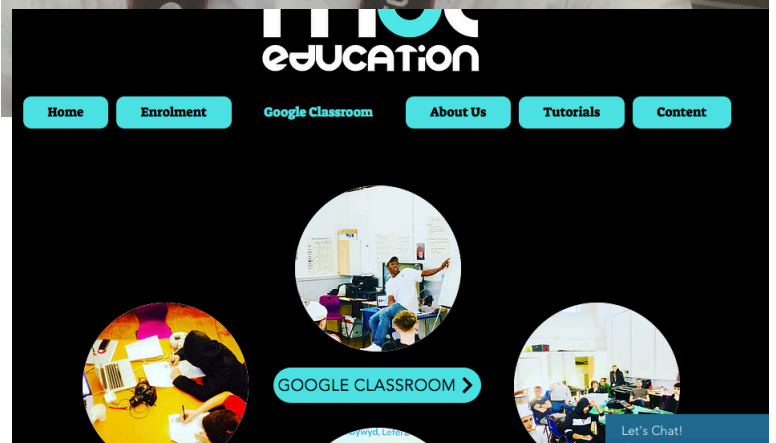 education
Home
Enrolment
Google Classroom
About Us
Tutorials
Content
GOOGLE CLASSROOM
Let's Chat!